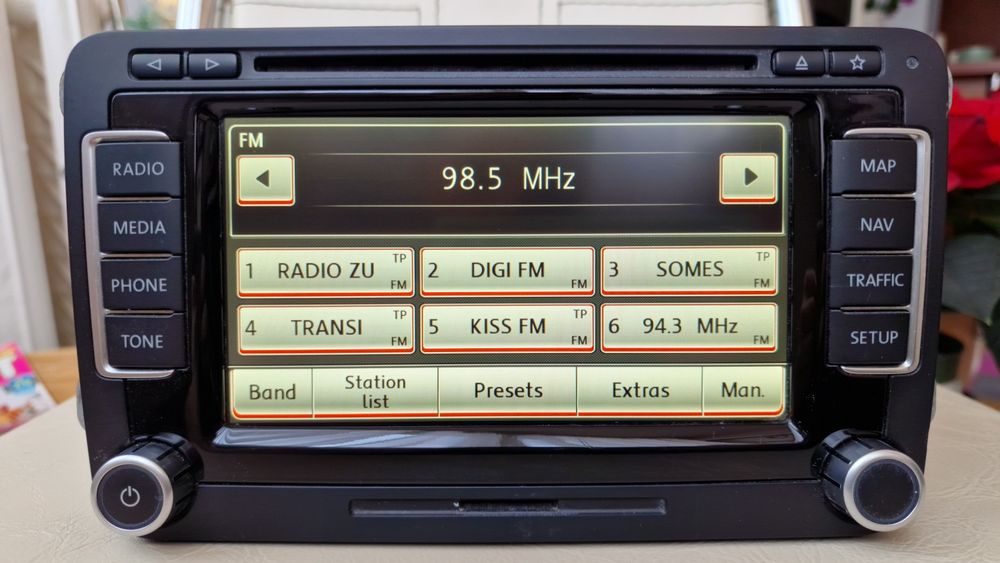 FM
98.5 MHz
RADIO
MEDIA
PHONE
TONE
1 RADIO ZU TP FM
2 DIGI FM FM
3 SOMES TP FM
4 TRANSI TP FM
5 KISS FM TP FM
6 94.3 MHz FM
Band
Station
list
Presets
Extras
Man.
MAP
NAV
TRAFFIC
SETUP